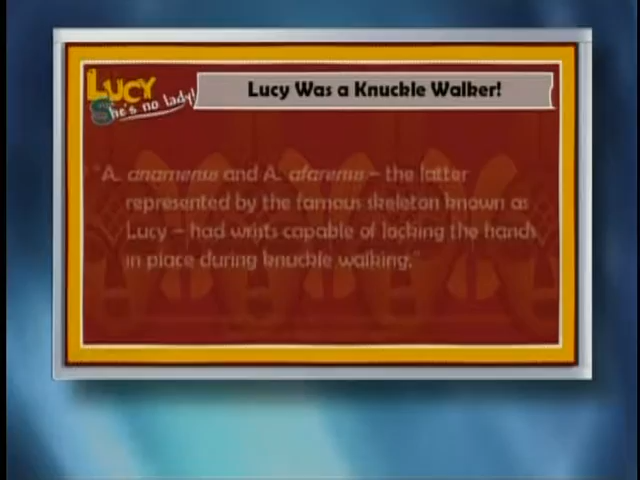 LUCY
She's no lady!
Lucy Was a Knuckle Walker!
"A. anamensis and A. afarensis – the latter
represented by the famous skeleton known as
Lucy – had wrists capable of locking the hands
in place during knuckle walking."